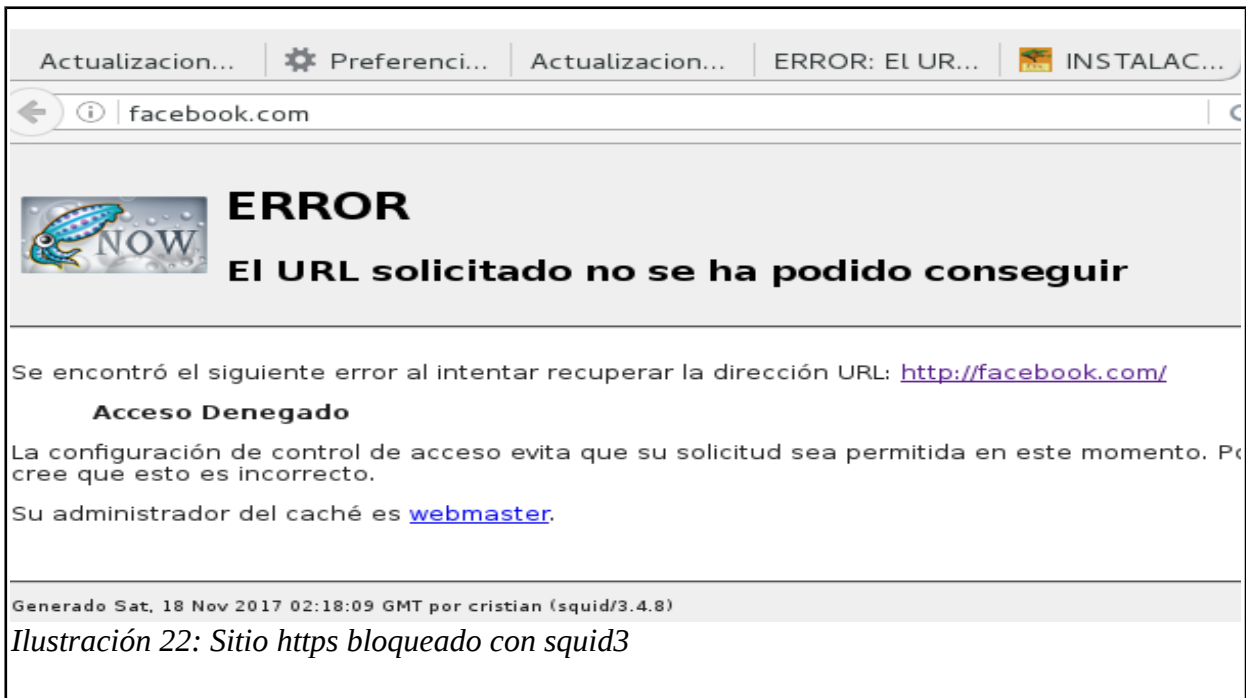 Actualizacion... Preferenci... Actualizacion... ERROR: El UR... INSTALAC...
facebook.com
NOW
ERROR
El URL solicitado no se ha podido conseguir
Se encontró el siguiente error al intentar recuperar la dirección URL: http://facebook.com/
Acceso Denegado
La configuración de control de acceso evita que su solicitud sea permitida en este momento.
cree que esto es incorrecto.
Su administrador del caché es webmaster.
Generado Sat, 18 Nov 2017 02:18:09 GMT por cristian (squid/3.4.8)
Ilustración 22: Sitio https bloqueado con squid3